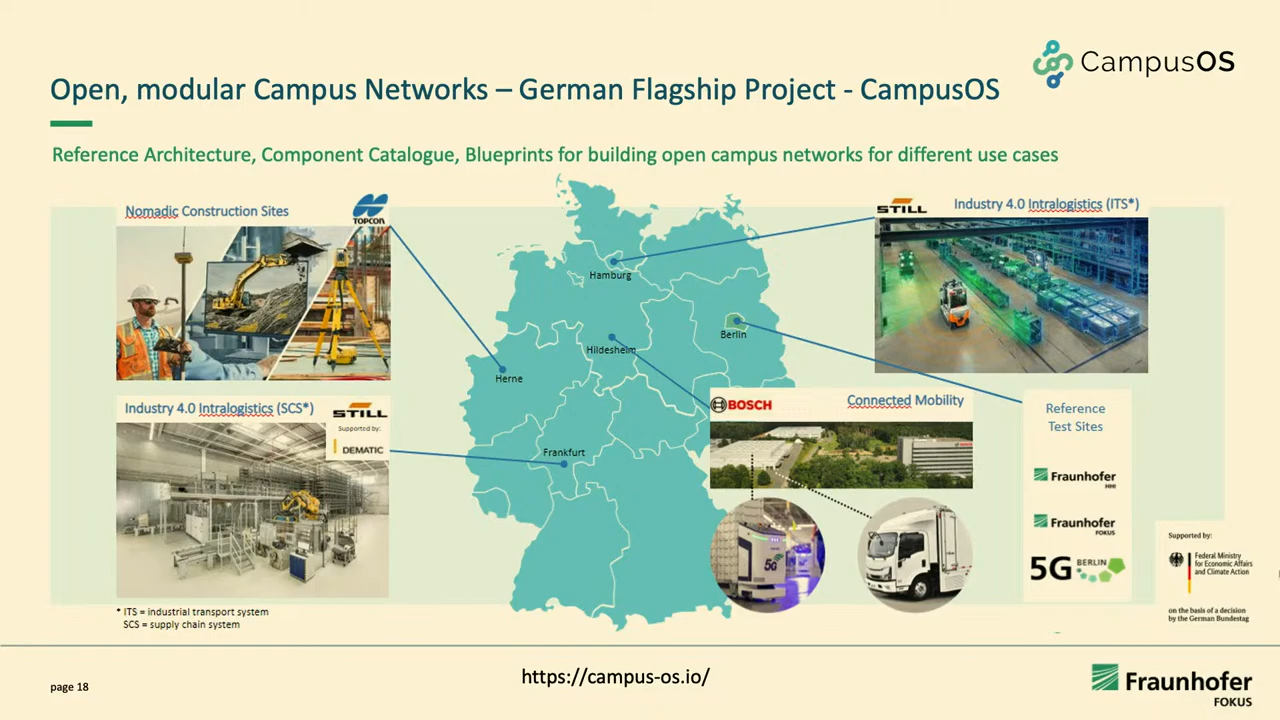 CampusOS
Open, modular Campus Networks – German Flagship Project - CampusOS
Reference Architecture, Component Catalogue, Blueprints for building open campus networks for different use cases
Nomadic Construction Sites
TOPCON
STILL
Industry 4.0 Intralogistics (ITS*)
Hamburg
Berlin
Hildesheim
Herne
Industry 4.0 Intralogistics (SCS*)
STILL
Supported by:
DEMATIC
Frankfurt
BOSCH
Connected Mobility
5G
Reference
Test Sites
Fraunhofer
HHI
Fraunhofer
FOKUS
5G BERLIN
Supported by:
Federal Ministry
for Economic Affairs
and Climate Action
on the basis of a decision
by the German Bundestag
* ITS = industrial transport system
SCS = supply chain system
page 18
https://campus-os.io/
Fraunhofer
FOKUS